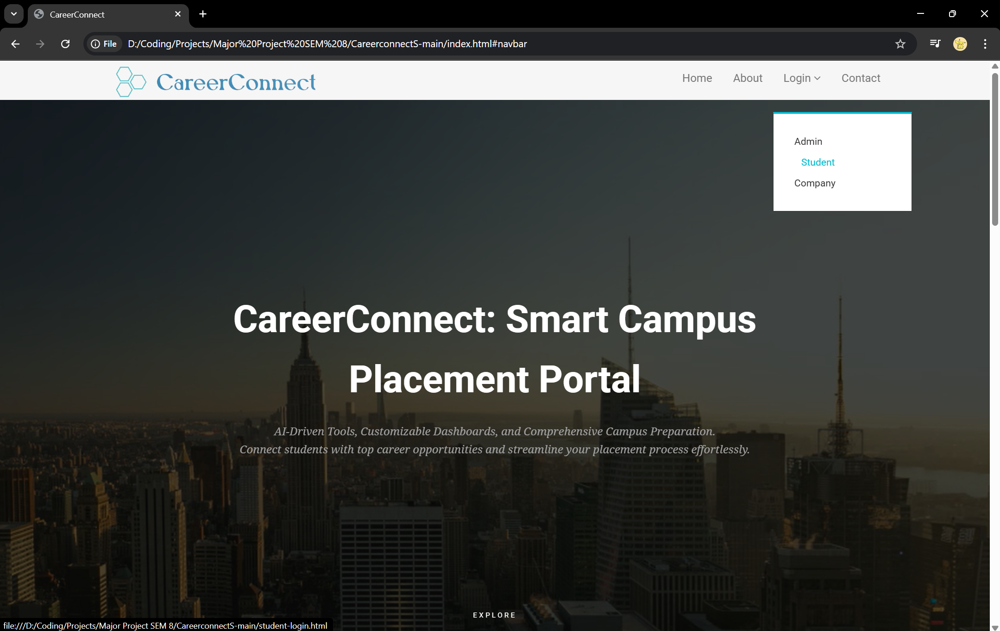 CareerConnect
File
D:/Coding/Projects/Major%20Project%20SEM%208/CareerconnectS-main/index.html#navbar
CareerConnect
Home About Login Contact
Admin
Student
Company
CareerConnect: Smart Campus
Placement Portal
AI-Driven Tools, Customizable Dashboards, and Comprehensive Campus Preparation.
Connect students with top career opportunities and streamline your placement process effortlessly.
EXPLORE
file:///D:/Coding/Projects/Major Project SEM 8/CareerconnectS-main/student-login.html